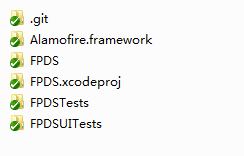 .git
Alamofire.framework
FPDS
FPDS.xcodeproj
FPDSTests
FPDSUITests